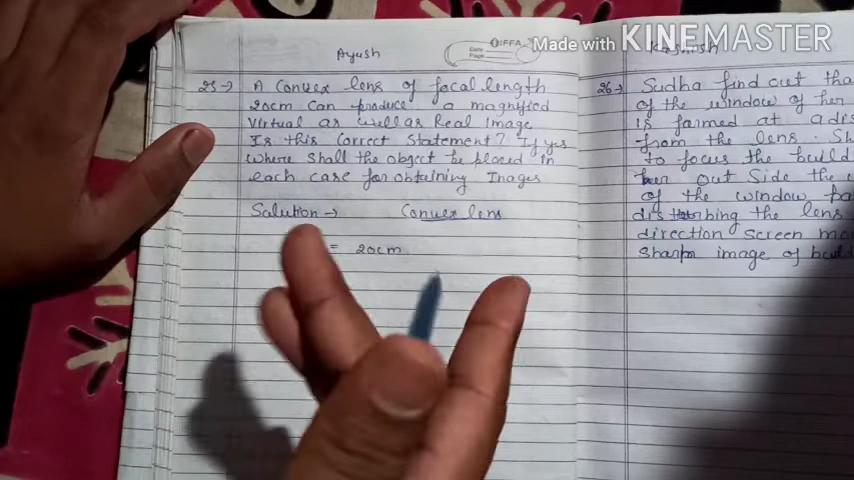 Made with KINEMASTER
Ayush
DIFFA
Date
Page
25→ A Convex lens of focal length
20cm can produce a magnified
Virtual as well as Real Image
Is this Correct Statement? If yes
where shall the object be placed in
each case for obtaining Images
Solution→ Convex lens
= 20cm
26→ Sudha find out tha
of the window of her
is formed at a dis
from the lens. Sh
to focus the build
her out Side the
of the window
the lens
direction screen mo
Sharp image of buil